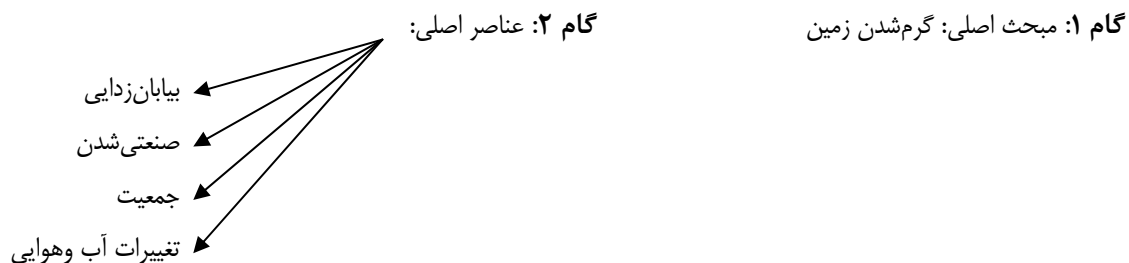 گام ۱: مبحث اصلی: گرم‌شدن زمین
گام ۲: عناصر اصلی:
بیابان‌زدایی
صنعتی‌شدن
جمعیت
تغییرات آب وهوایی